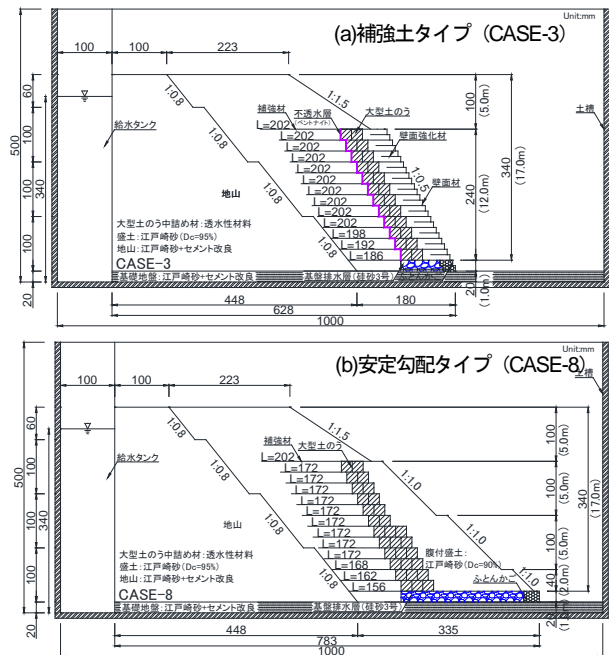 Unit:mm
(a)補強土タイプ（CASE-3）
100
100
223
1:0.8
1:1.5
100
(5.0m)
60
500
340
100
100
100
20
給水タンク
補強材
不透水層
(ベントナイト)
大型土のう
壁面強化材
壁面材
土槽
L=202
L=202
L=202
L=202
L=202
L=202
L=202
L=202
L=202
L=202
L=198
L=192
L=186
1:0.8
1:0.8
1:0.5
240
(12.0m)
340
(17.0m)
地山
大型土のう中詰め材:透水性材料
盛土:江戸崎砂(Dc=95%)
地山:江戸崎砂+セメント改良
CASE-3
基礎地盤:江戸崎砂+セメント改良
基盤排水層(硅砂3号)
ふとんかご
20
(1.0m)
448
180
628
1000
Unit:mm
(b)安定勾配タイプ（CASE-8）
土槽
100
100
223
1:0.8
1:1.5
100
(5.0m)
60
500
340
100
100
100
20
給水タンク
補強材
大型土のう
L=202
L=172
L=172
L=172
L=172
L=172
L=172
L=172
L=172
L=168
L=162
L=156
1:0.8
1:0.8
1:1.0
1:1.0
1:1.0
100
(5.0m)
100
(5.0m)
40
(2.0m)
340
(17.0m)
地山
腹付盛土:
江戸崎砂(Dc=90%)
ふとんかご
大型土のう中詰め材:透水性材料
盛土:江戸崎砂(Dc=95%)
地山:江戸崎砂+セメント改良
CASE-8
基礎地盤:江戸崎砂+セメント改良
基盤排水層(硅砂3号)
448
335
783
1000